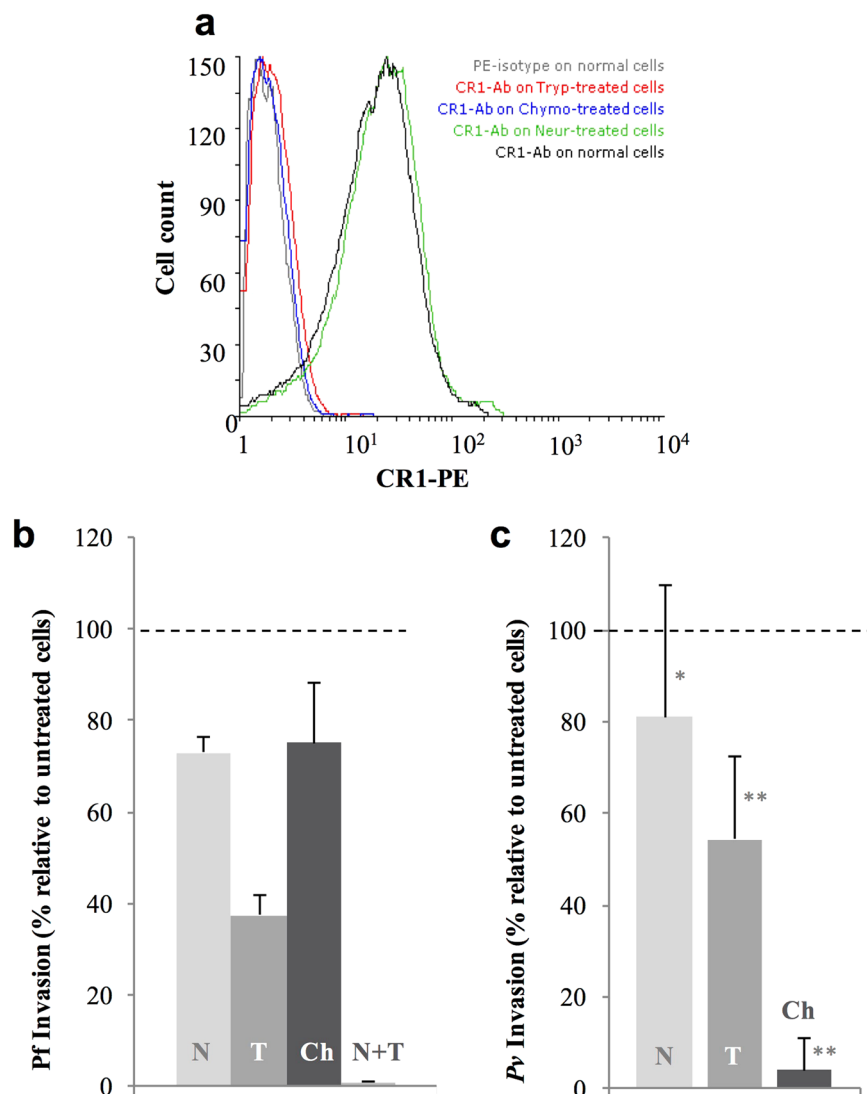 a
150
120
90
60
30
0
Cell count
PE-isotype on normal cells
CR1-Ab on Tryp-treated cells
CR1-Ab on Chymo-treated cells
CR1-Ab on Neur-treated cells
CR1-Ab on normal cells
1 10¹ 10² 10³ 10⁴
CR1-PE
b
120
100
80
60
40
20
0
Pf Invasion (% relative to untreated cells)
N T Ch N+T
c
120
100
80
60
40
20
0
Pv Invasion (% relative to untreated cells)
*
**
Ch
**
N T